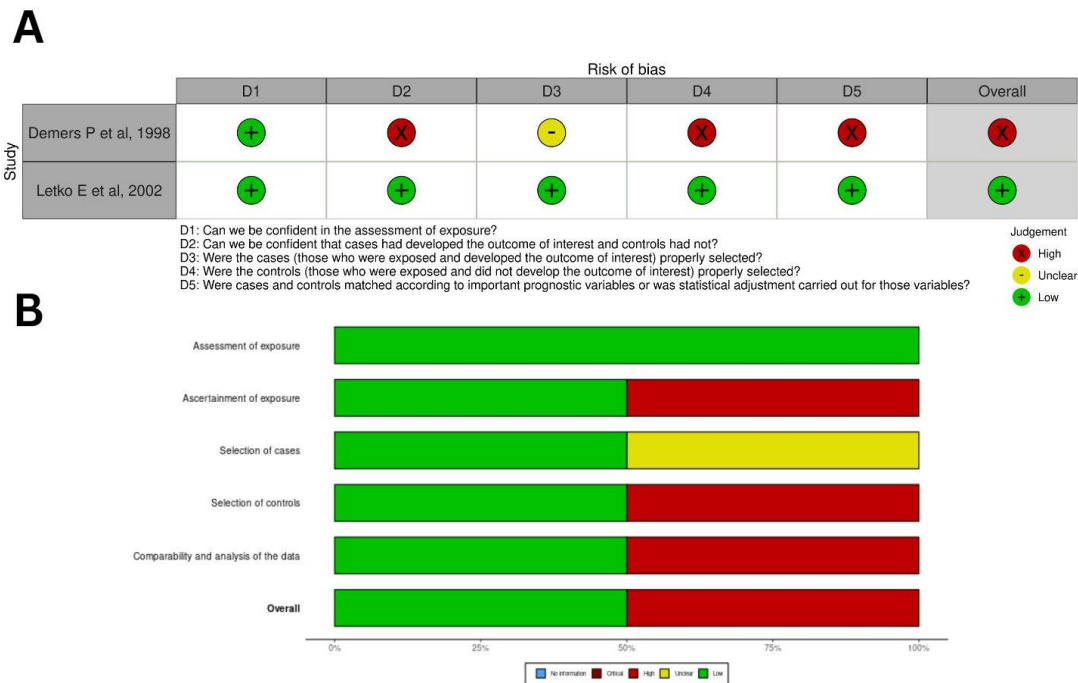 A
Risk of bias
D1 D2 D3 D4 D5 Overall
Study
Demers P et al, 1998 + X - X X X
Letko E et al, 2002 + + + + + +
D1: Can we be confident in the assessment of exposure?
D2: Can we be confident that cases had developed the outcome of interest and controls had not?
D3: Were the cases (those who were exposed and developed the outcome of interest) properly selected?
D4: Were the controls (those who were exposed and did not develop the outcome of interest) properly selected?
D5: Were cases and controls matched according to important prognostic variables or was statistical adjustment carried out for those variables?
Judgement
X High
- Unclear
+ Low
B
Assessment of exposure
Ascertainment of exposure
Selection of cases
Selection of controls
Comparability and analysis of the data
Overall
0% 25% 50% 75% 100%
No information Critical High Unclear Low